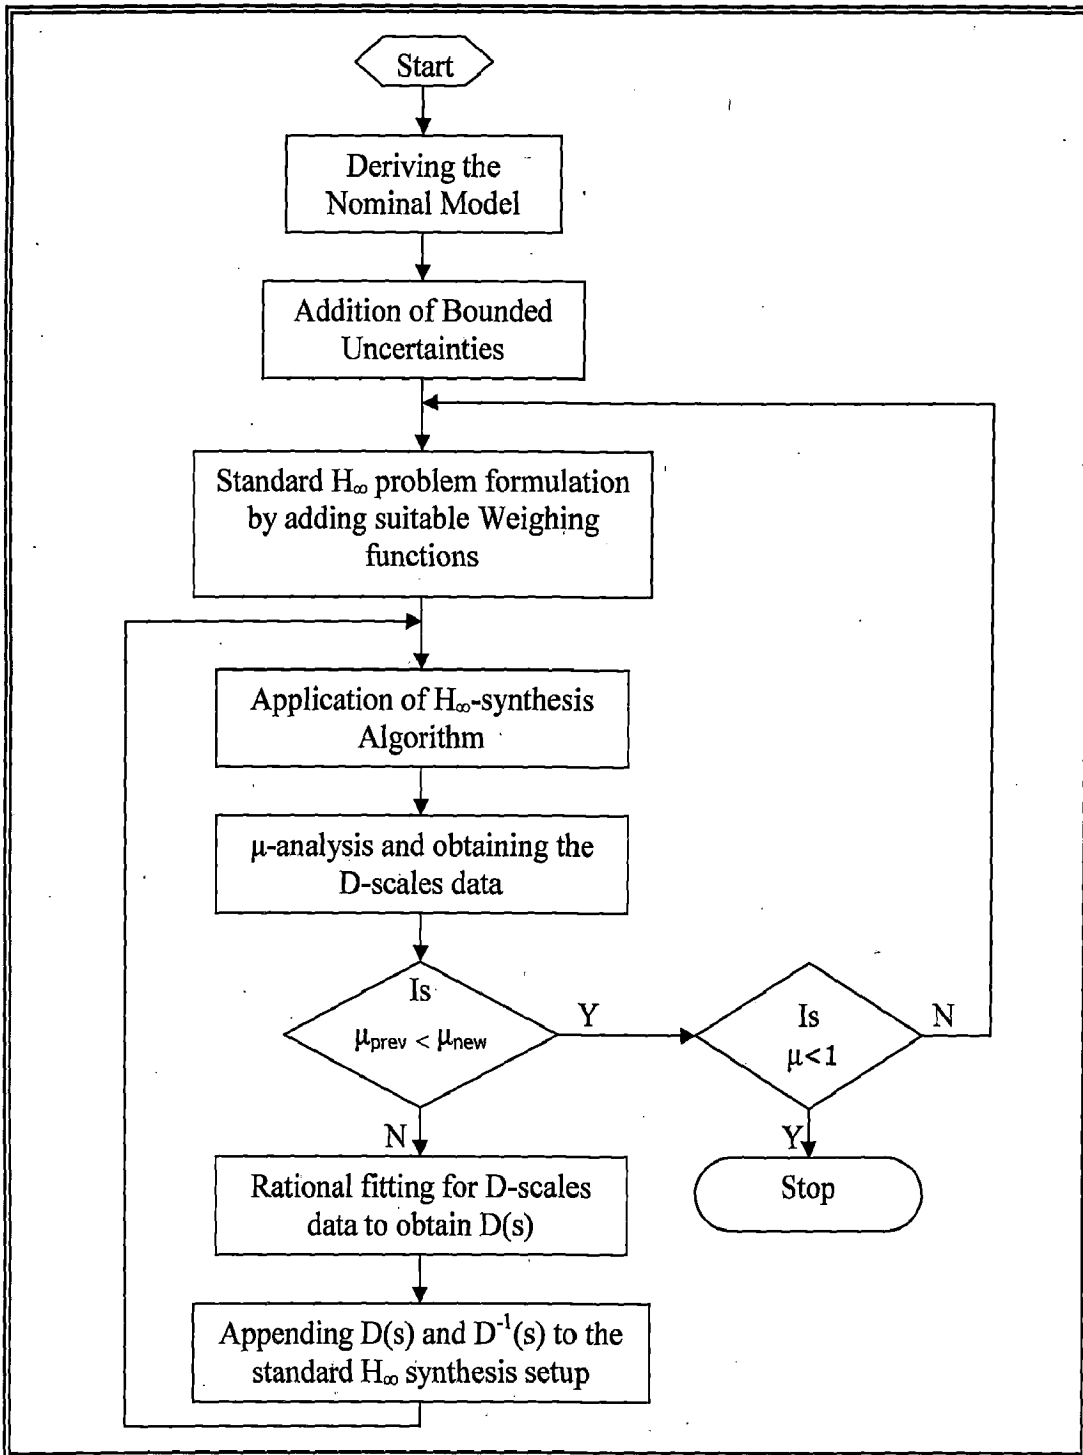 Start
Deriving the
Nominal Model
Addition of Bounded
Uncertainties
Standard H∞ problem formulation
by adding suitable Weighing
functions
Application of H∞-synthesis
Algorithm
μ-analysis and obtaining the
D-scales data
Is
μprev < μnew
Y
Is
μ<1
N
N
Y
Rational fitting for D-scales
data to obtain D(s)
Stop
Appending D(s) and D⁻¹(s) to the
standard H∞ synthesis setup